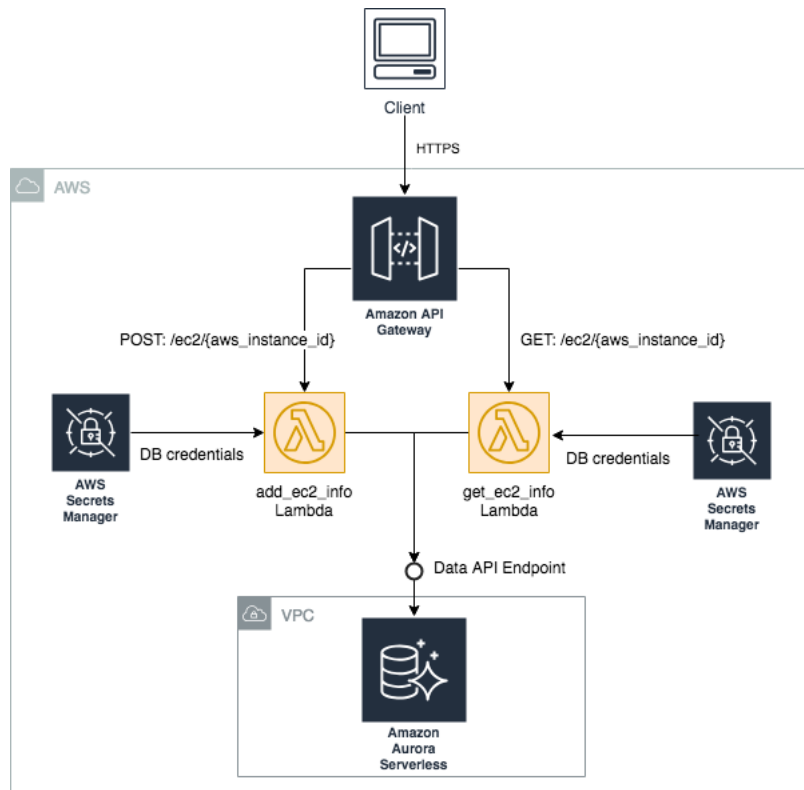 Client
HTTPS
AWS
</>
Amazon API
Gateway
POST: /ec2/{aws_instance_id}
GET: /ec2/{aws_instance_id}
DB credentials
DB credentials
AWS
Secrets
Manager
add_ec2_info
Lambda
get_ec2_info
Lambda
AWS
Secrets
Manager
Data API Endpoint
VPC
Amazon
Aurora
Serverless